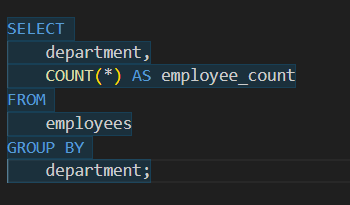 SELECT
    department,
    COUNT(*) AS employee_count
FROM
    employees
GROUP BY
    department;